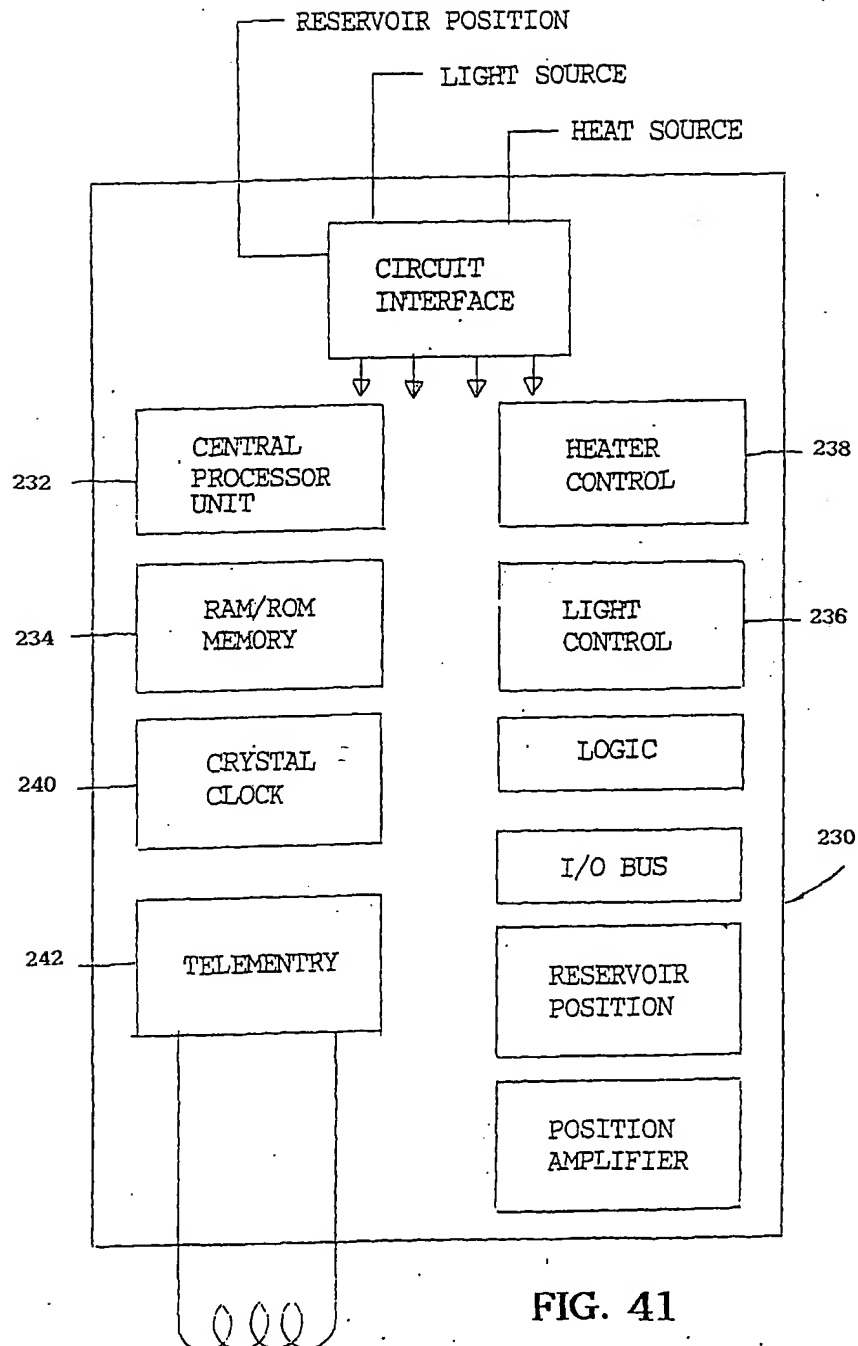 RESERVOIR POSITION
LIGHT SOURCE
HEAT SOURCE
CIRCUIT
INTERFACE
CENTRAL
PROCESSOR
UNIT
232
HEATER
CONTROL
238
RAM/ROM
MEMORY
234
LIGHT
CONTROL
236
CRYSTAL
CLOCK
240
LOGIC
I/O BUS
230
TELEMENTRY
242
RESERVOIR
POSITION
POSITION
AMPLIFIER
FIG. 41